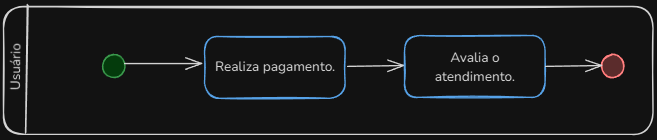 Usuário
Realiza pagamento.
Avalia o
atendimento.